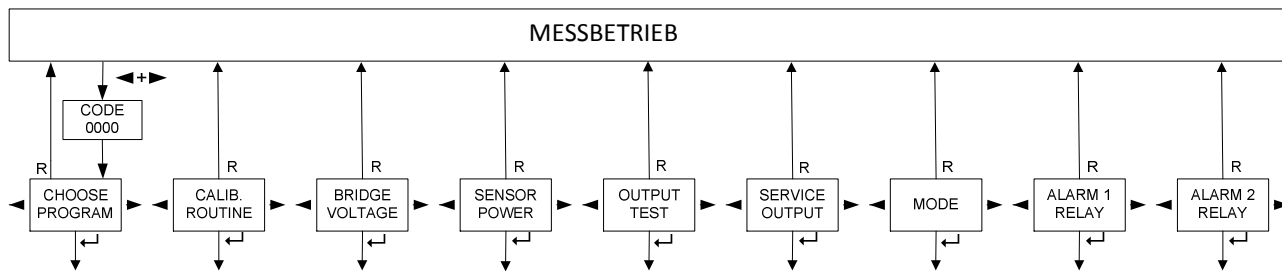 MESSBETRIEB
+
CODE
0000
R
R
R
R
R
R
R
R
R
CHOOSE
PROGRAM
CALIB.
ROUTINE
BRIDGE
VOLTAGE
SENSOR
POWER
OUTPUT
TEST
SERVICE
OUTPUT
MODE
ALARM 1
RELAY
ALARM 2
RELAY